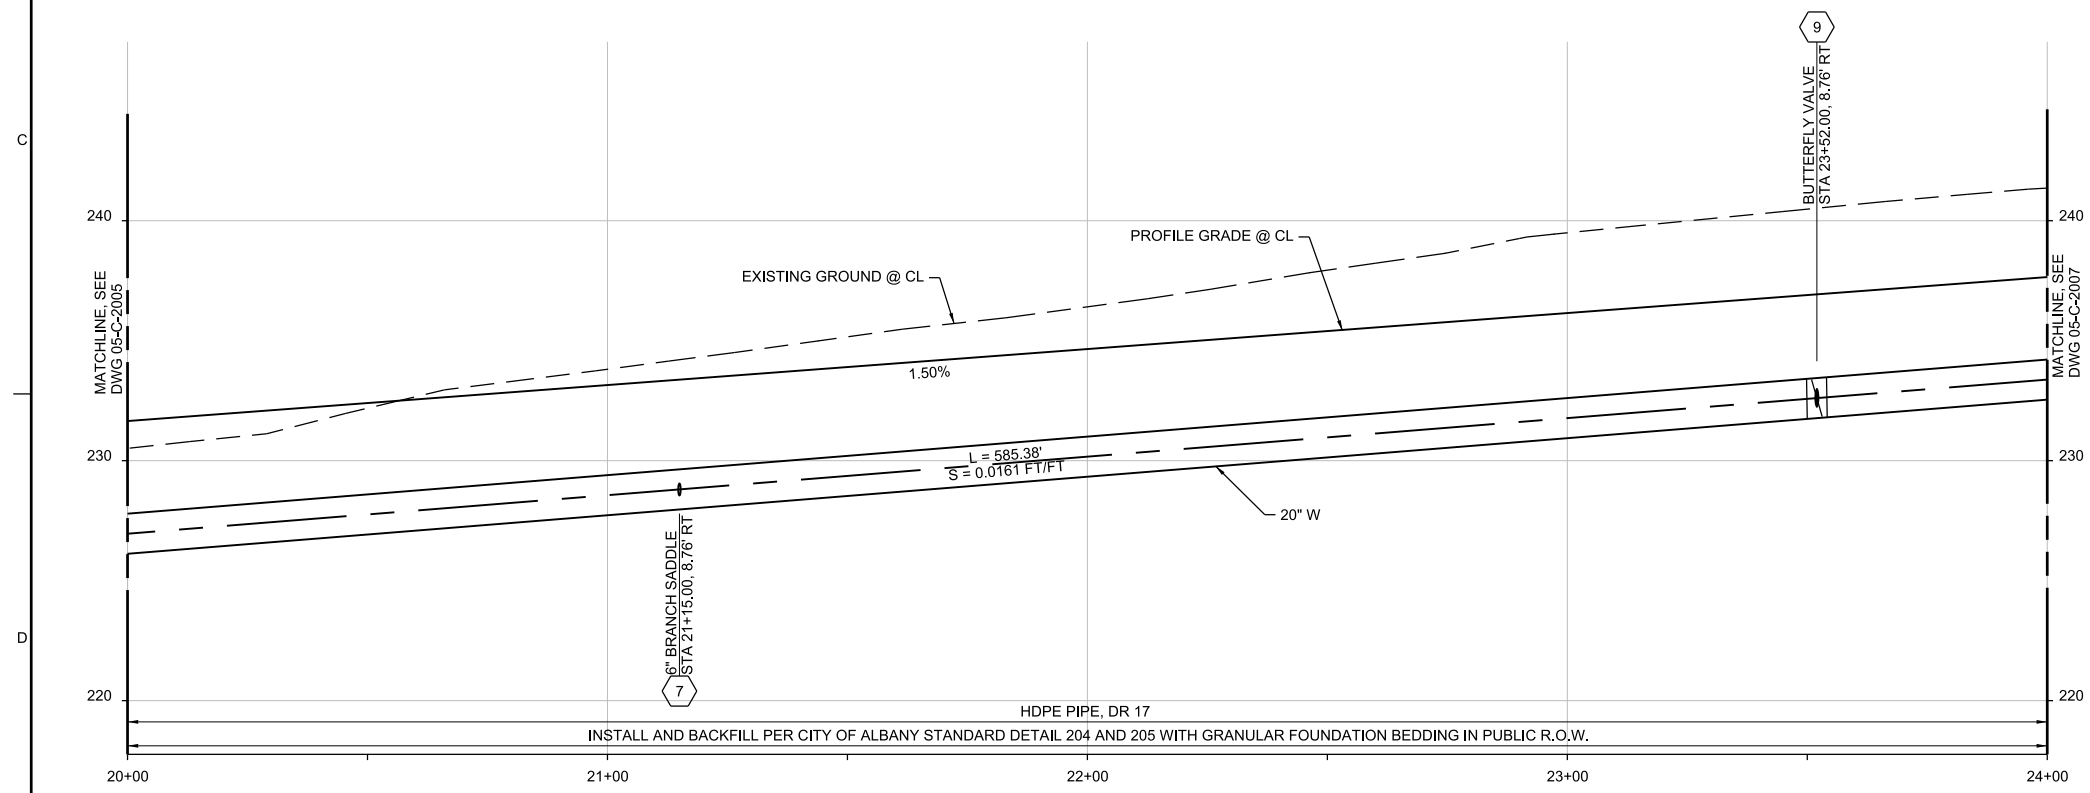 9
BUTTERFLY VALVE
STA 23+52.00, 8.76' RT
C
240
240
PROFILE GRADE @ CL
EXISTING GROUND @ CL
MATCHLINE, SEE
DWG 05-C-2005
MATCHLINE, SEE
DWG 05-C-2007
1.50%
230
230
L = 585.38'
S = 0.0161 FT/FT
20" W
6" BRANCH SADDLE
STA 21+15.00, 8.76' RT
D
7
220
220
HDPE PIPE, DR 17
INSTALL AND BACKFILL PER CITY OF ALBANY STANDARD DETAIL 204 AND 205 WITH GRANULAR FOUNDATION BEDDING IN PUBLIC R.O.W.
20+00
21+00
22+00
23+00
24+00